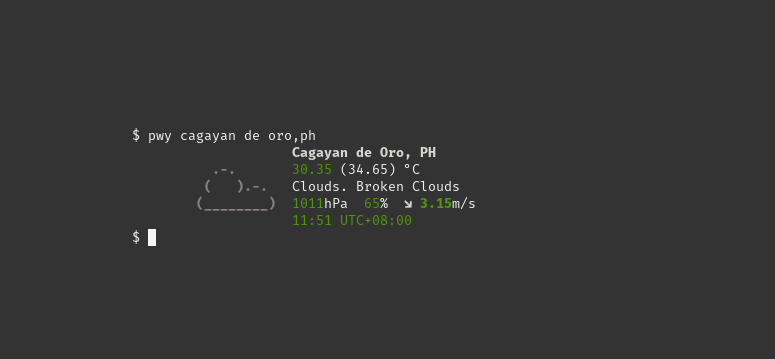 $ pwy cagayan de oro,ph
Cagayan de Oro, PH
30.35 (34.65) °C
Clouds. Broken Clouds
1011hPa 65% ↘ 3.15m/s
11:51 UTC+08:00
$